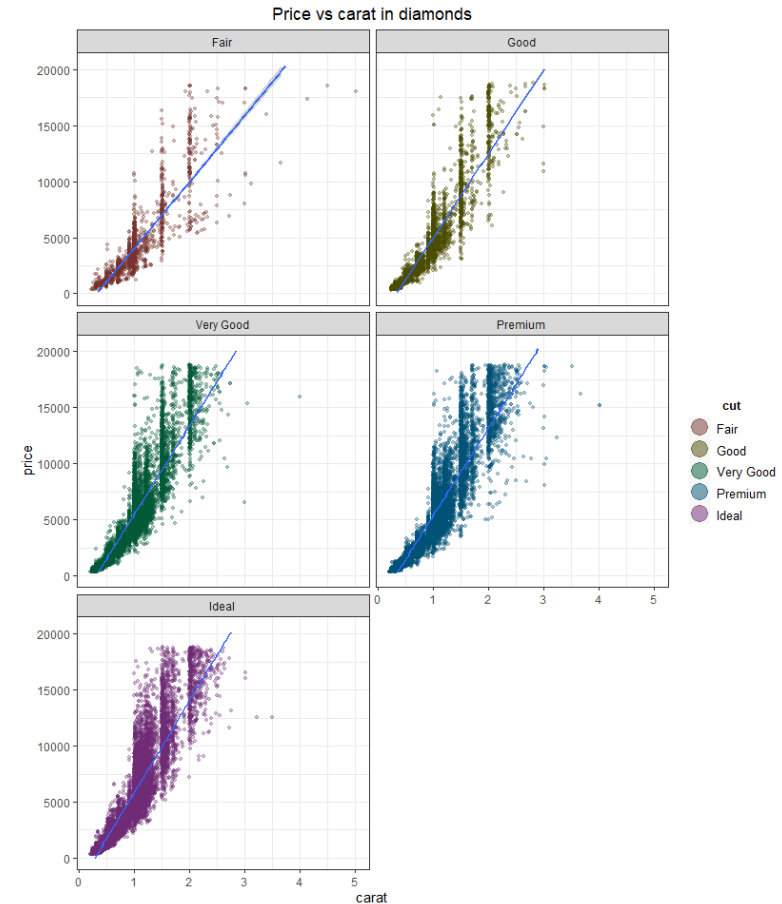 Price vs carat in diamonds
Fair
Good
20000
15000
10000
5000
0
Very Good
Premium
20000
15000
10000
5000
0
0 1 2 3 4 5
price
cut
Fair
Good
Very Good
Premium
Ideal
Ideal
20000
15000
10000
5000
0
0 1 2 3 4 5
carat